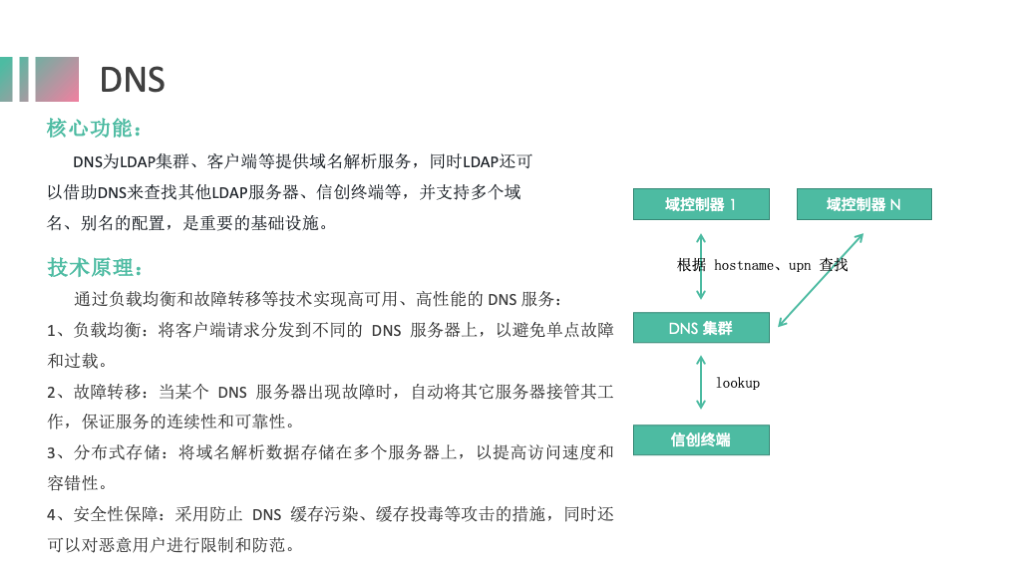 DNS
核心功能：
DNS为LDAP集群、客户端等提供域名解析服务，同时LDAP还可
以借助DNS来查找其他LDAP服务器、信创终端等，并支持多个域
名、别名的配置，是重要的基础设施。
技术原理：
通过负载均衡和故障转移等技术实现高可用、高性能的 DNS 服务：
1、负载均衡：将客户端请求分发到不同的 DNS 服务器上，以避免单点故障
和过载。
2、故障转移：当某个 DNS 服务器出现故障时，自动将其它服务器接管其工
作，保证服务的连续性和可靠性。
3、分布式存储：将域名解析数据存储在多个服务器上，以提高访问速度和
容错性。
4、安全性保障：采用防止 DNS 缓存污染、缓存投毒等攻击的措施，同时还
可以对恶意用户进行限制和防范。
域控制器 1
域控制器 N
根据 hostname、upn 查找
DNS 集群
lookup
信创终端